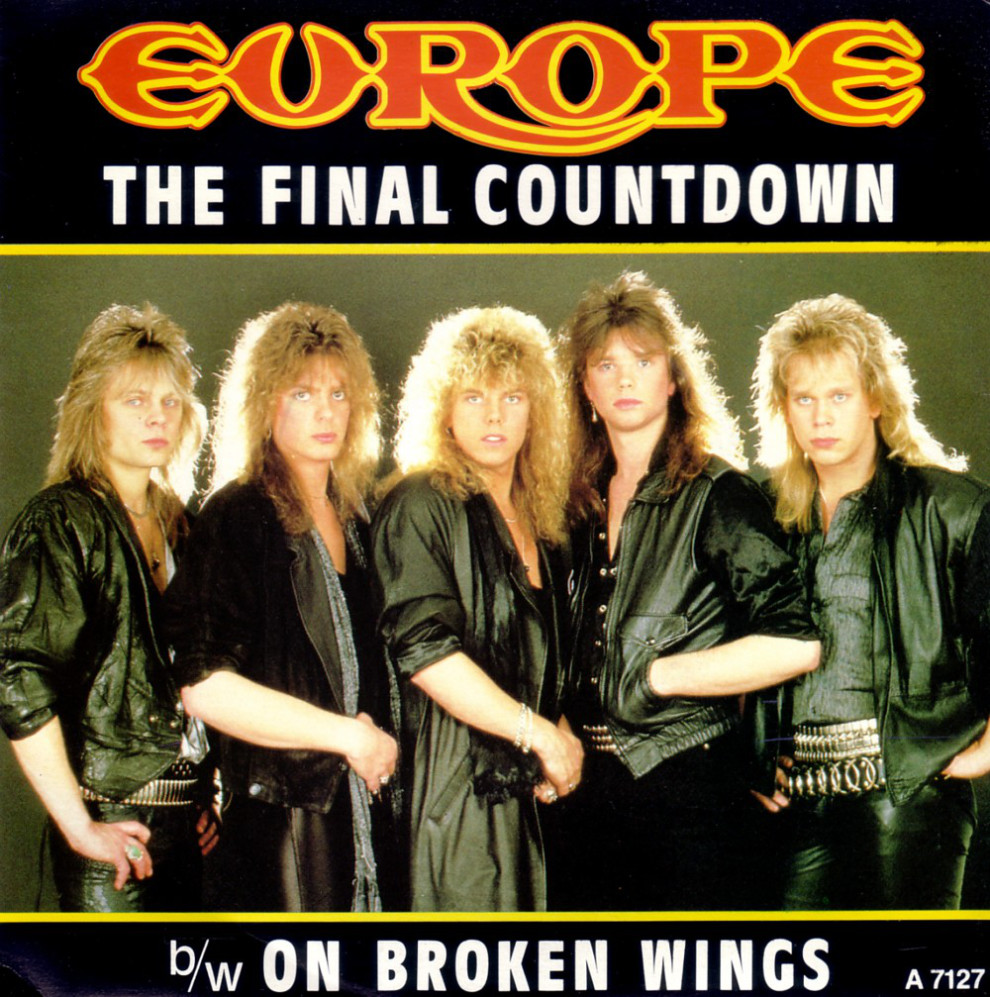 EUROPE
THE FINAL COUNTDOWN
b/w ON BROKEN WINGS
A 7127